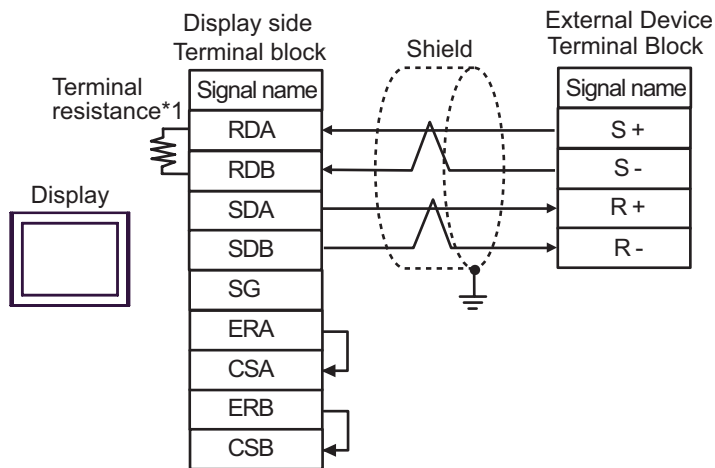 Display side
Terminal block
Shield
External Device
Terminal Block
Terminal
resistance*1
Signal name
Signal name
RDA
S +
RDB
S -
SDA
R +
SDB
R -
Display
SG
ERA
CSA
ERB
CSB